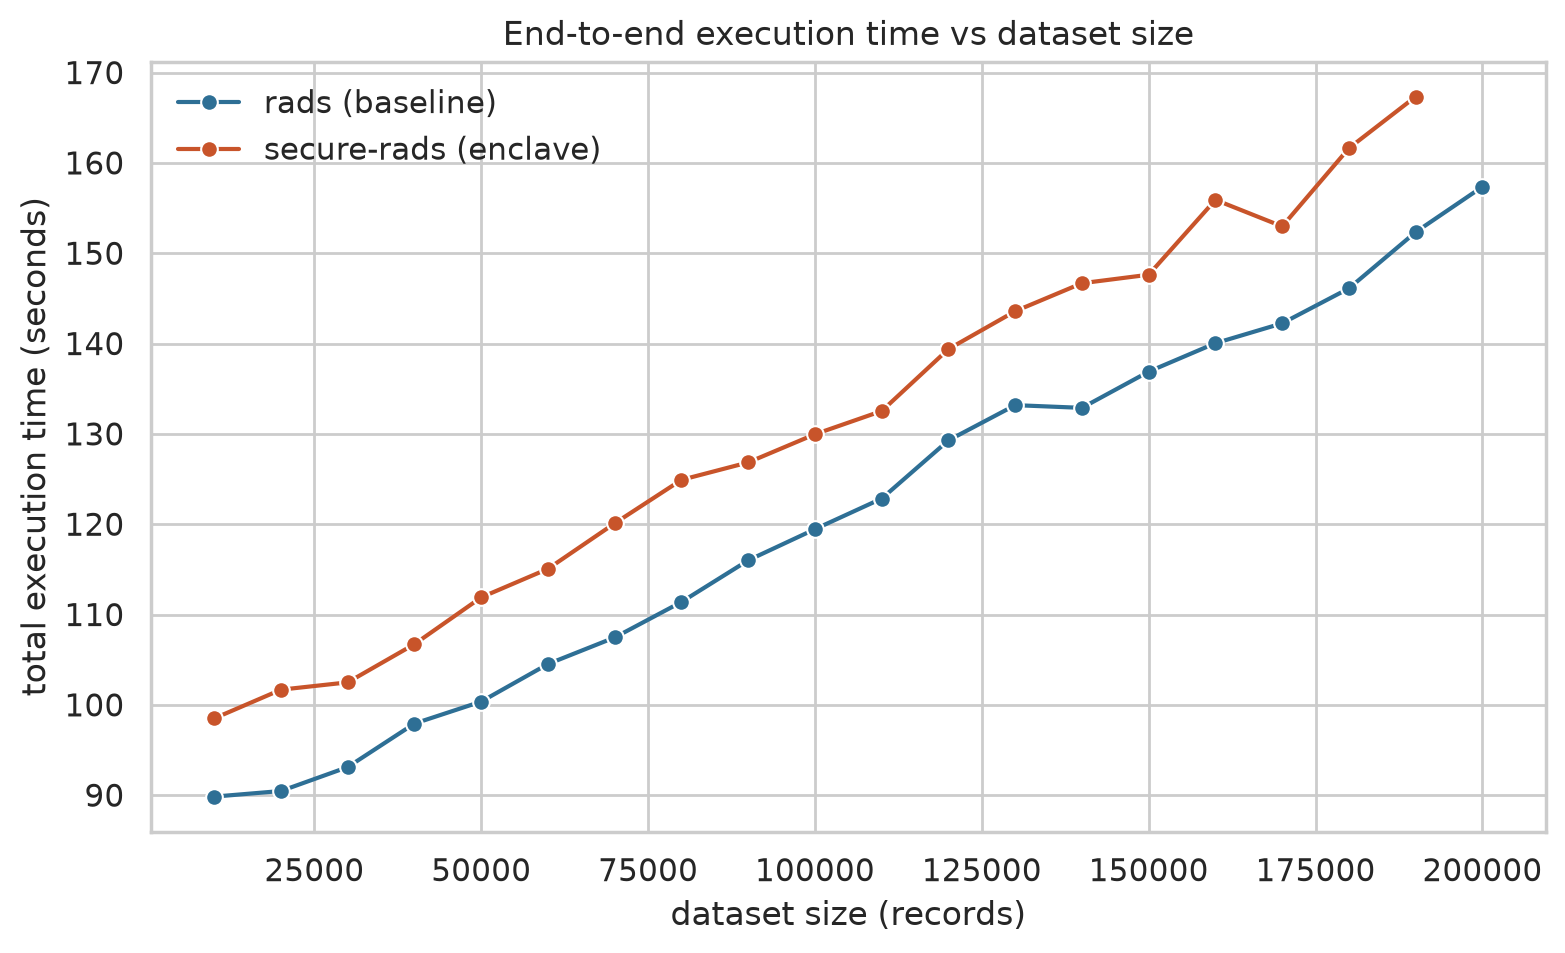 End-to-end execution time vs dataset size
rads (baseline)
secure-rads (enclave)
total execution time (seconds)
170
160
150
140
130
120
110
100
90
25000 50000 75000 100000 125000 150000 175000 200000
dataset size (records)